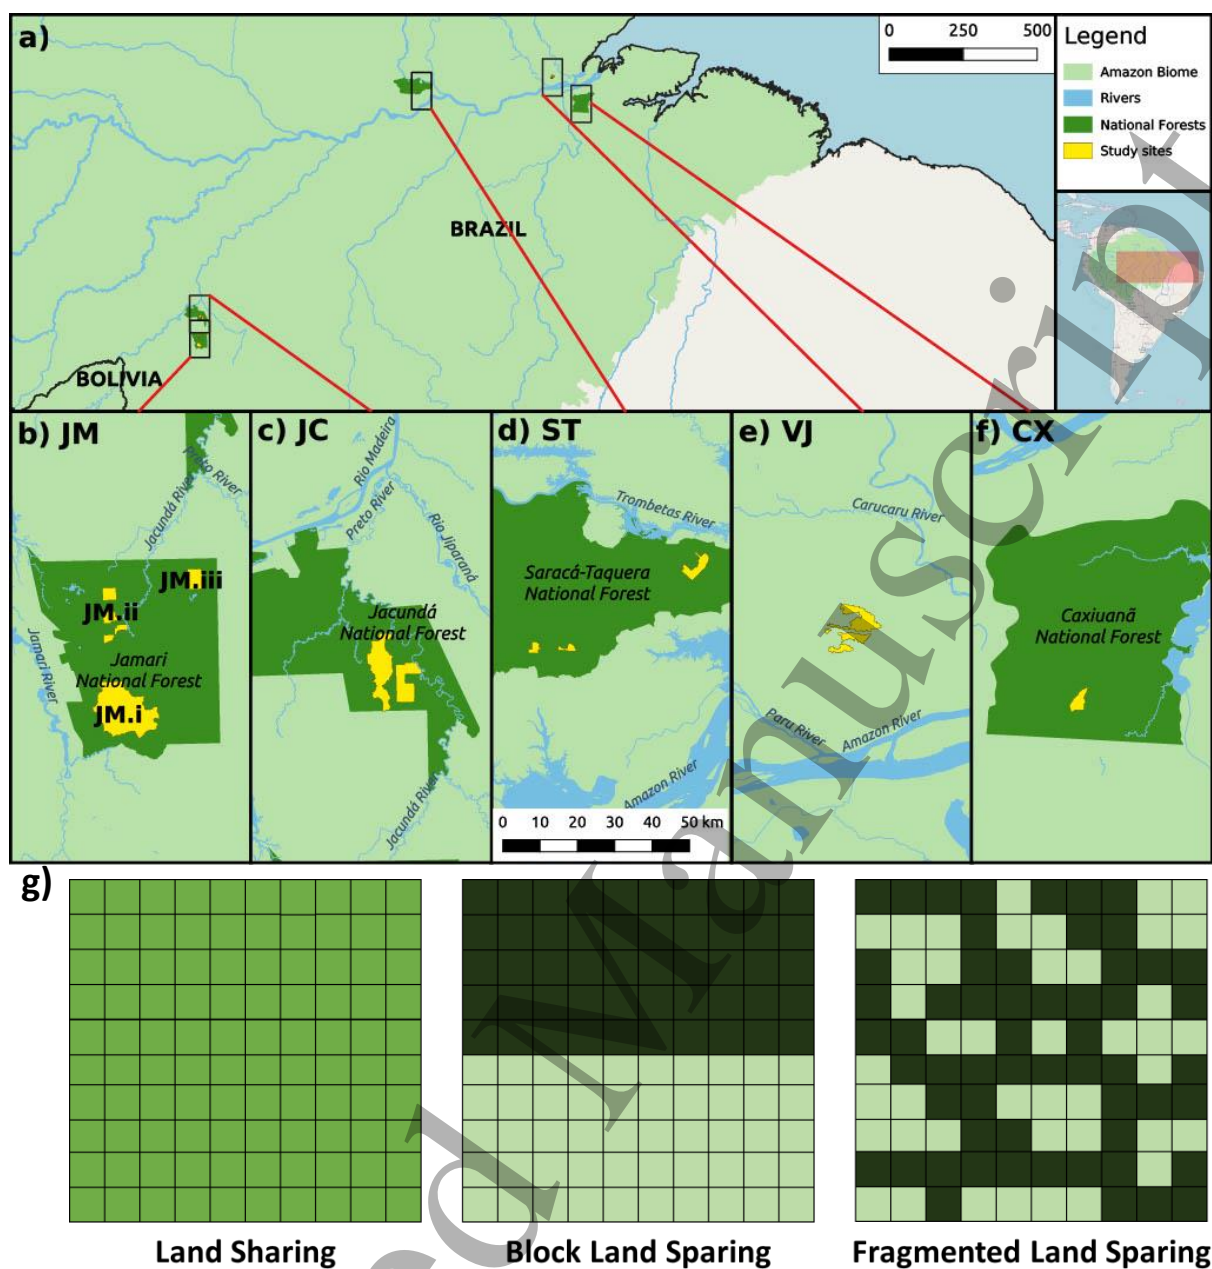 a)
0 250 500
Legend
Amazon Biome
Rivers
National Forests
Study sites
BRAZIL
BOLIVIA
b) JM
Preto River
Jacundá River
JM.iii
JM.ii
Jamari
National Forest
Jamari River
JM.i
c) JC
Rio Madeira
Preto River
Rio Jiparaná
Jacundá
National Forest
Jacundá River
d) ST
Trombetas River
Saracá-Taquera
National Forest
Amazon River
0 10 20 30 40 50 km
e) VJ
Carucaru River
Paru River
Amazon River
f) CX
Caxiuanã
National Forest
g)
Land Sharing
Block Land Sparing
Fragmented Land Sparing